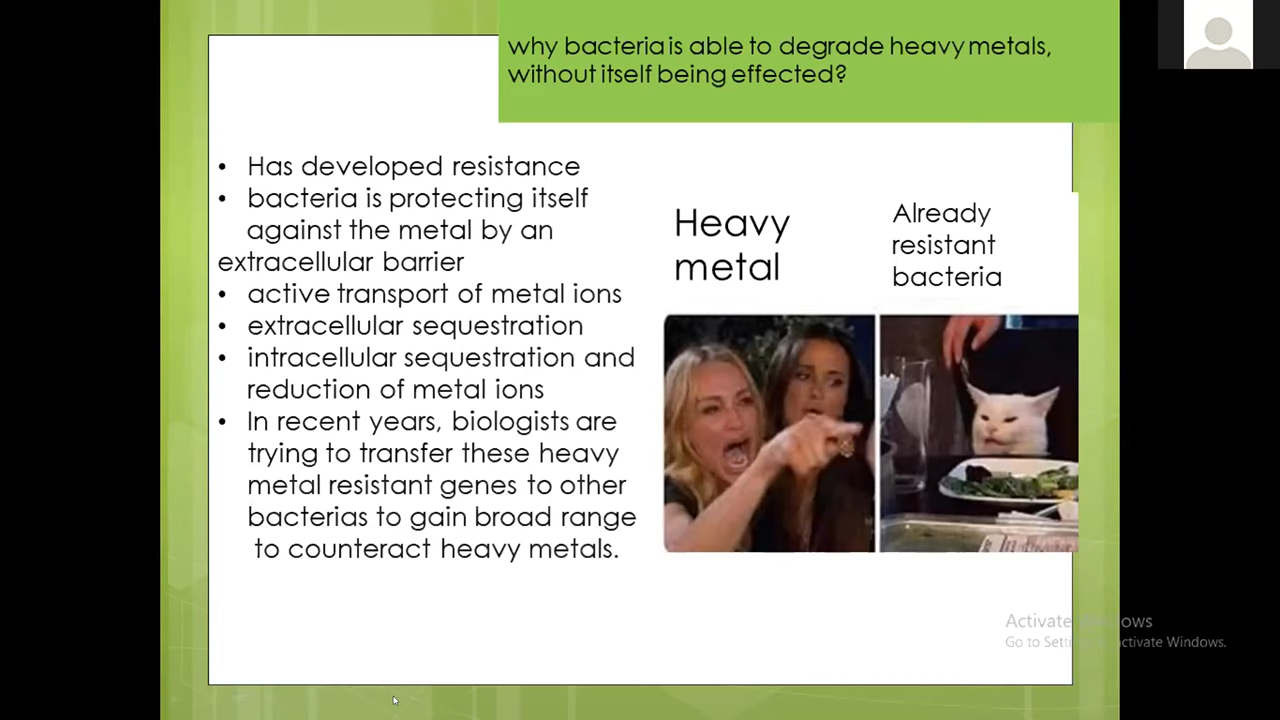 why bacteria is able to degrade heavy metals,
without itself being effected?
• Has developed resistance
• bacteria is protecting itself
against the metal by an
extracellular barrier
• active transport of metal ions
• extracellular sequestration
• intracellular sequestration and
reduction of metal ions
• In recent years, biologists are
trying to transfer these heavy
metal resistant genes to other
bacterias to gain broad range
to counteract heavy metals.
Heavy
metal
Already
resistant
bacteria
Activate
Go to
activate Windows.